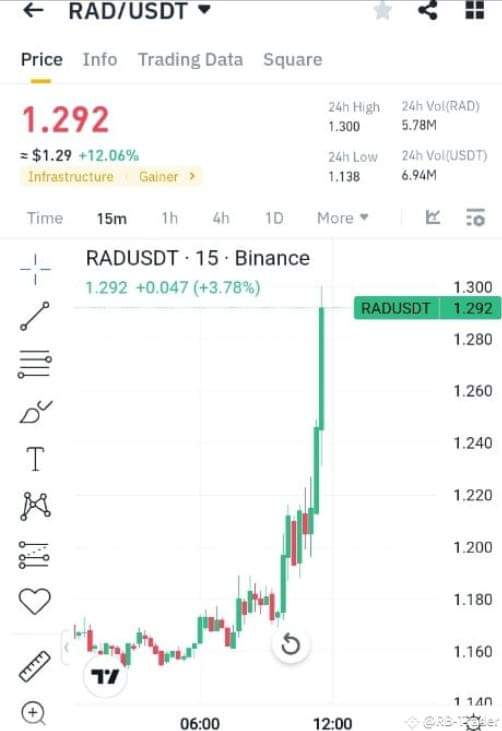 RAD/USDT
Price Info Trading Data Square
1.292
≈ $1.29 +12.06%
Infrastructure Gainer
24h High 24h Vol(RAD)
1.300 5.78M
24h Low 24h Vol(USDT)
1.138 6.94M
Time 15m 1h 4h 1D More
RADUSDT · 15 · Binance
1.292 +0.047 (+3.78%)
1.300
RADUSDT 1.292
1.280
1.260
1.240
1.220
1.200
1.180
1.160
1.140
T
06:00 12:00
@RB-Trader